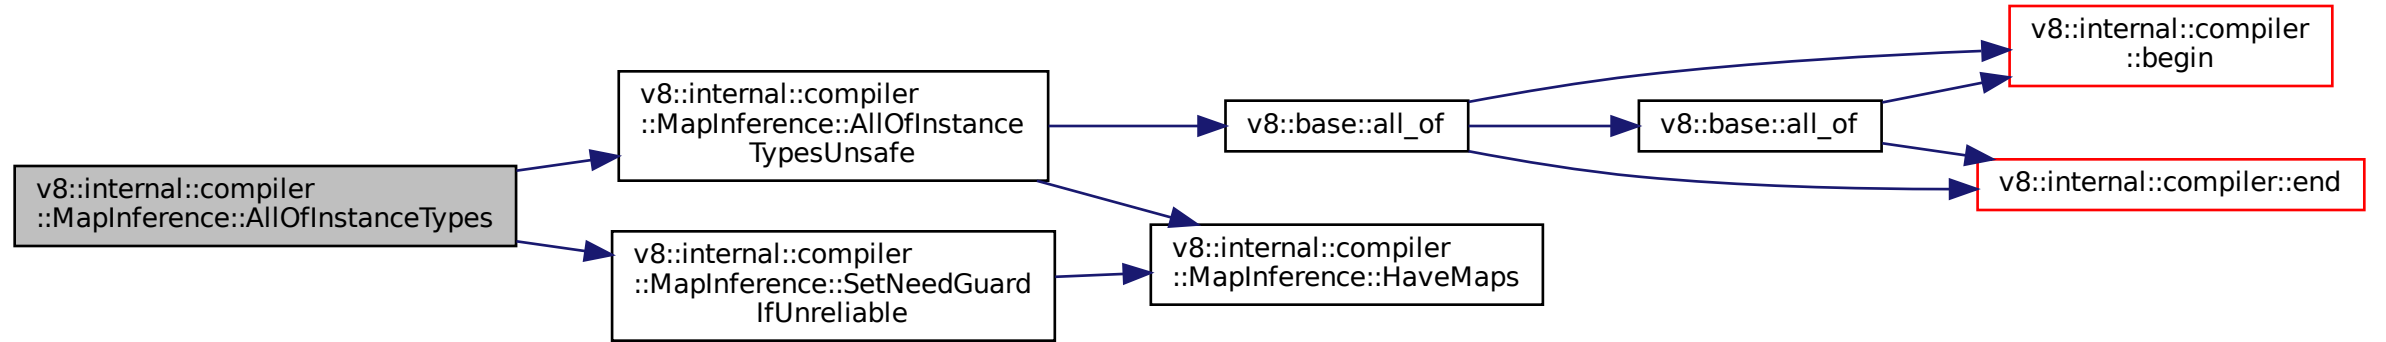 v8::internal::compiler
::MapInference::AllOfInstanceTypes
v8::internal::compiler
::MapInference::AllOfInstance
TypesUnsafe
v8::internal::compiler
::MapInference::SetNeedGuard
IfUnreliable
v8::base::all_of
v8::internal::compiler
::MapInference::HaveMaps
v8::base::all_of
v8::internal::compiler
::begin
v8::internal::compiler::end